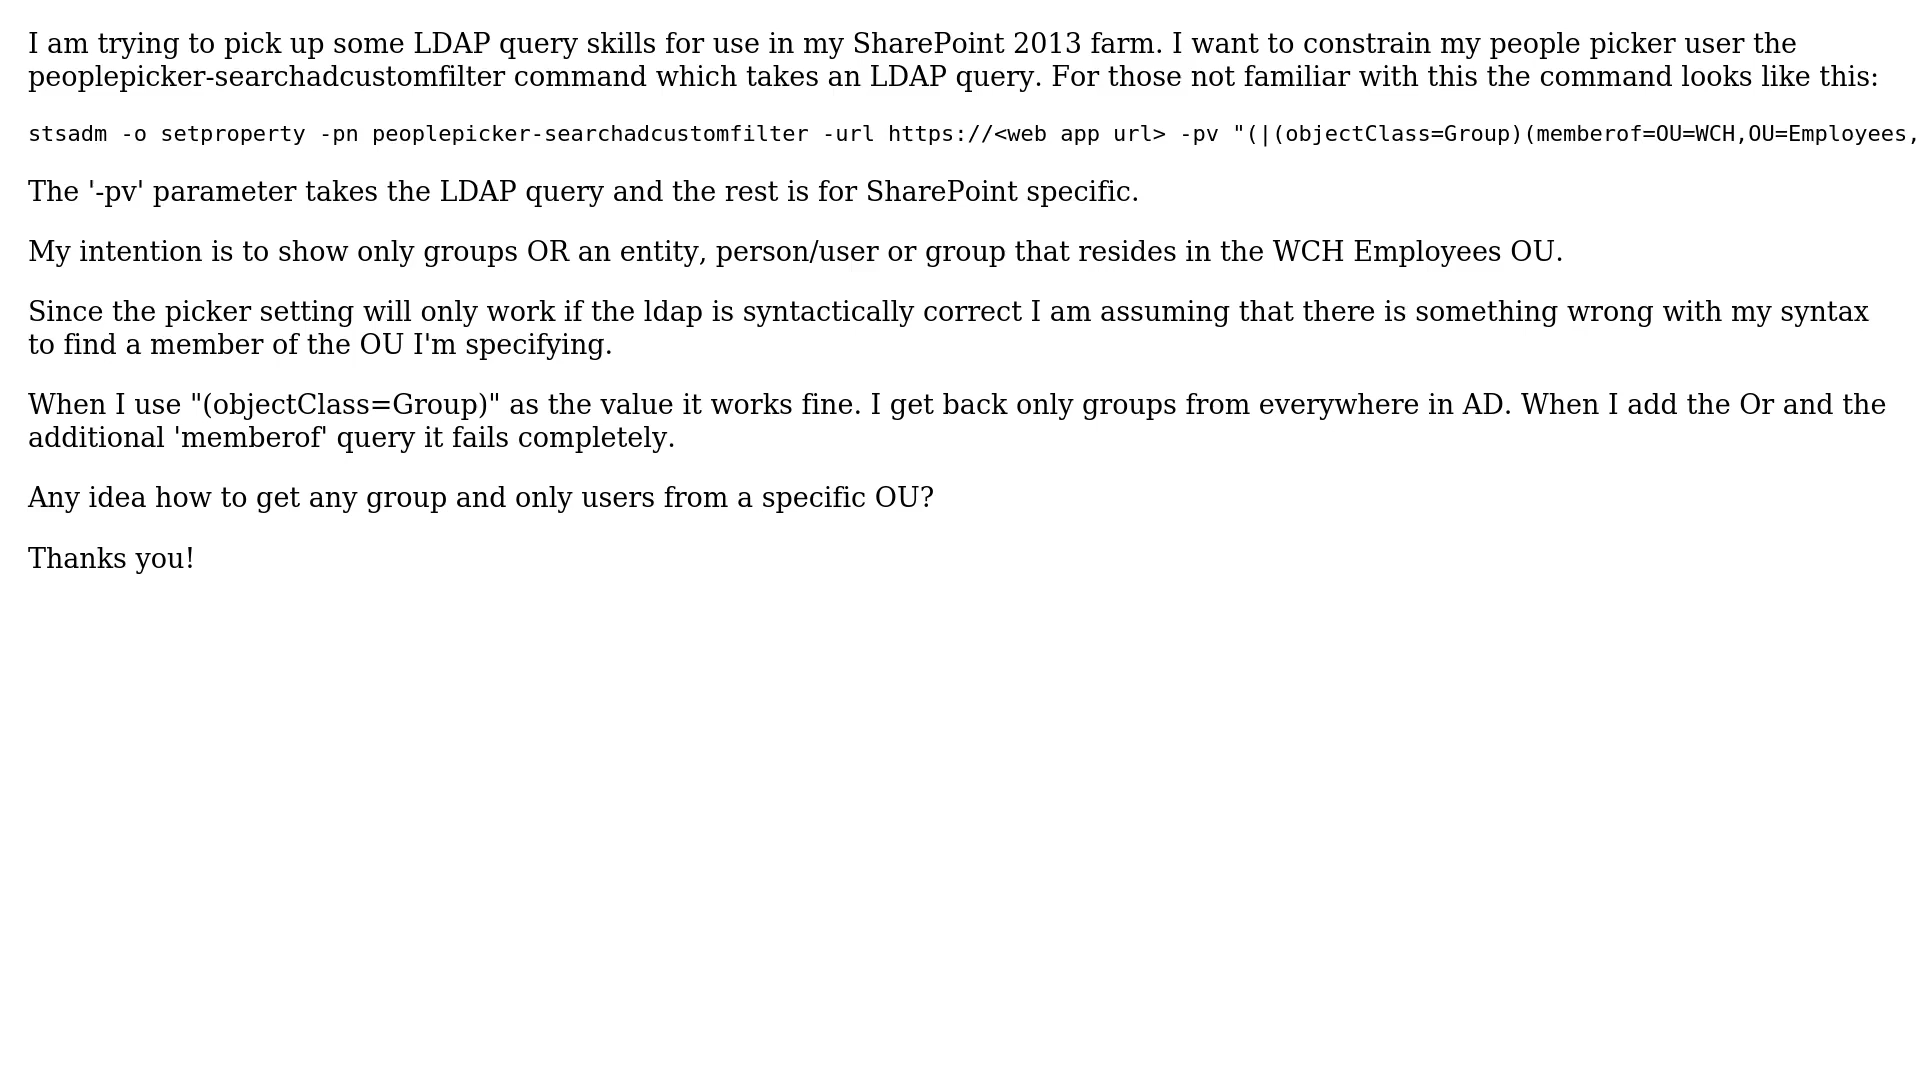 I am trying to pick up some LDAP query skills for use in my SharePoint 2013 farm. I want to constrain my people picker user the
peoplepicker-searchadcustomfilter command which takes an LDAP query. For those not familiar with this the command looks like this:
stsadm -o setproperty -pn peoplepicker-searchadcustomfilter -url https://<web app url> -pv "(|(objectClass=Group)(memberof=OU=WCH,OU=Employees,
The '-pv' parameter takes the LDAP query and the rest is for SharePoint specific.
My intention is to show only groups OR an entity, person/user or group that resides in the WCH Employees OU.
Since the picker setting will only work if the ldap is syntactically correct I am assuming that there is something wrong with my syntax
to find a member of the OU I'm specifying.
When I use "(objectClass=Group)" as the value it works fine. I get back only groups from everywhere in AD. When I add the Or and the
additional 'memberof' query it fails completely.
Any idea how to get any group and only users from a specific OU?
Thanks you!